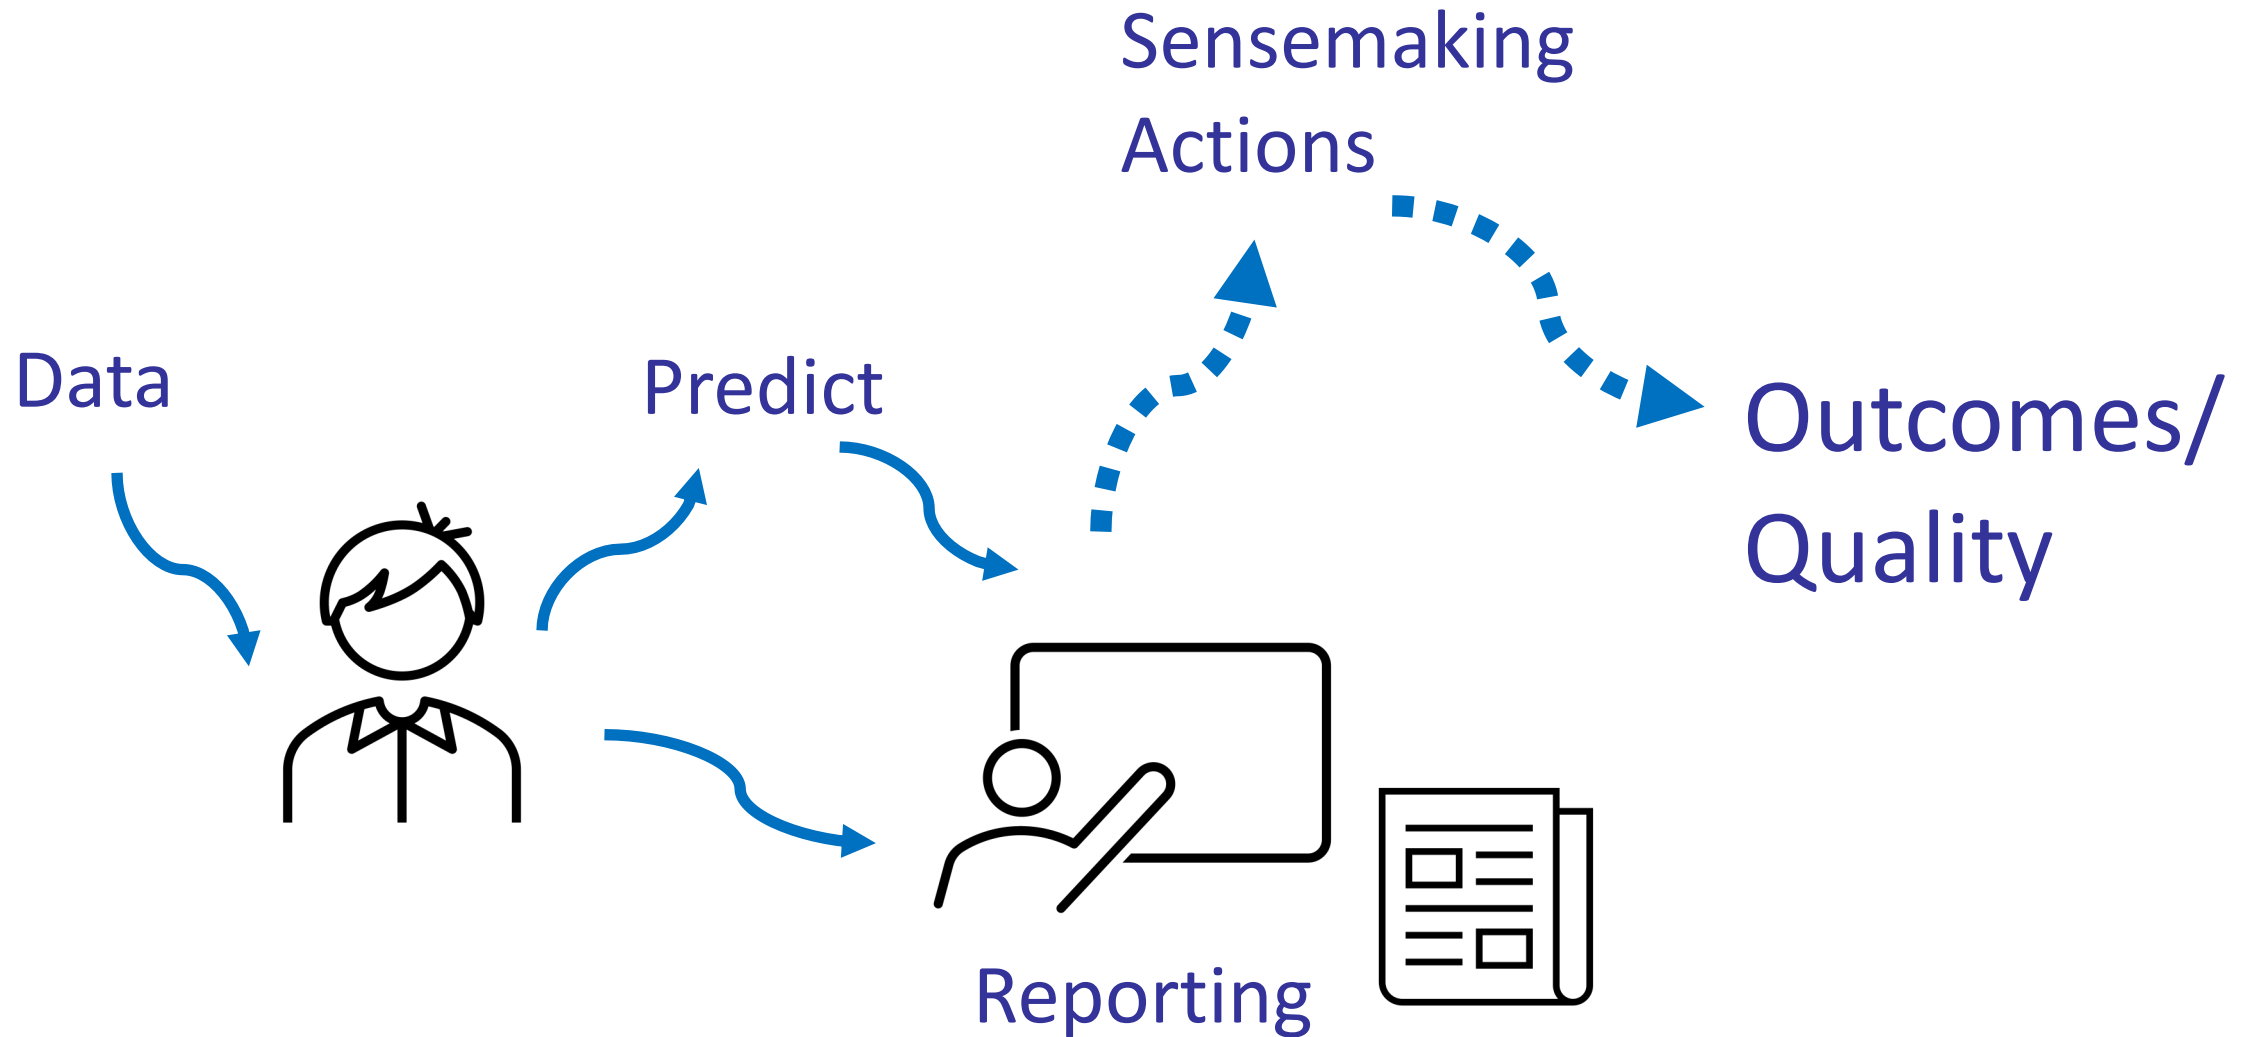 Sensemaking
Actions
Data
Predict
Outcomes/
Quality
Reporting